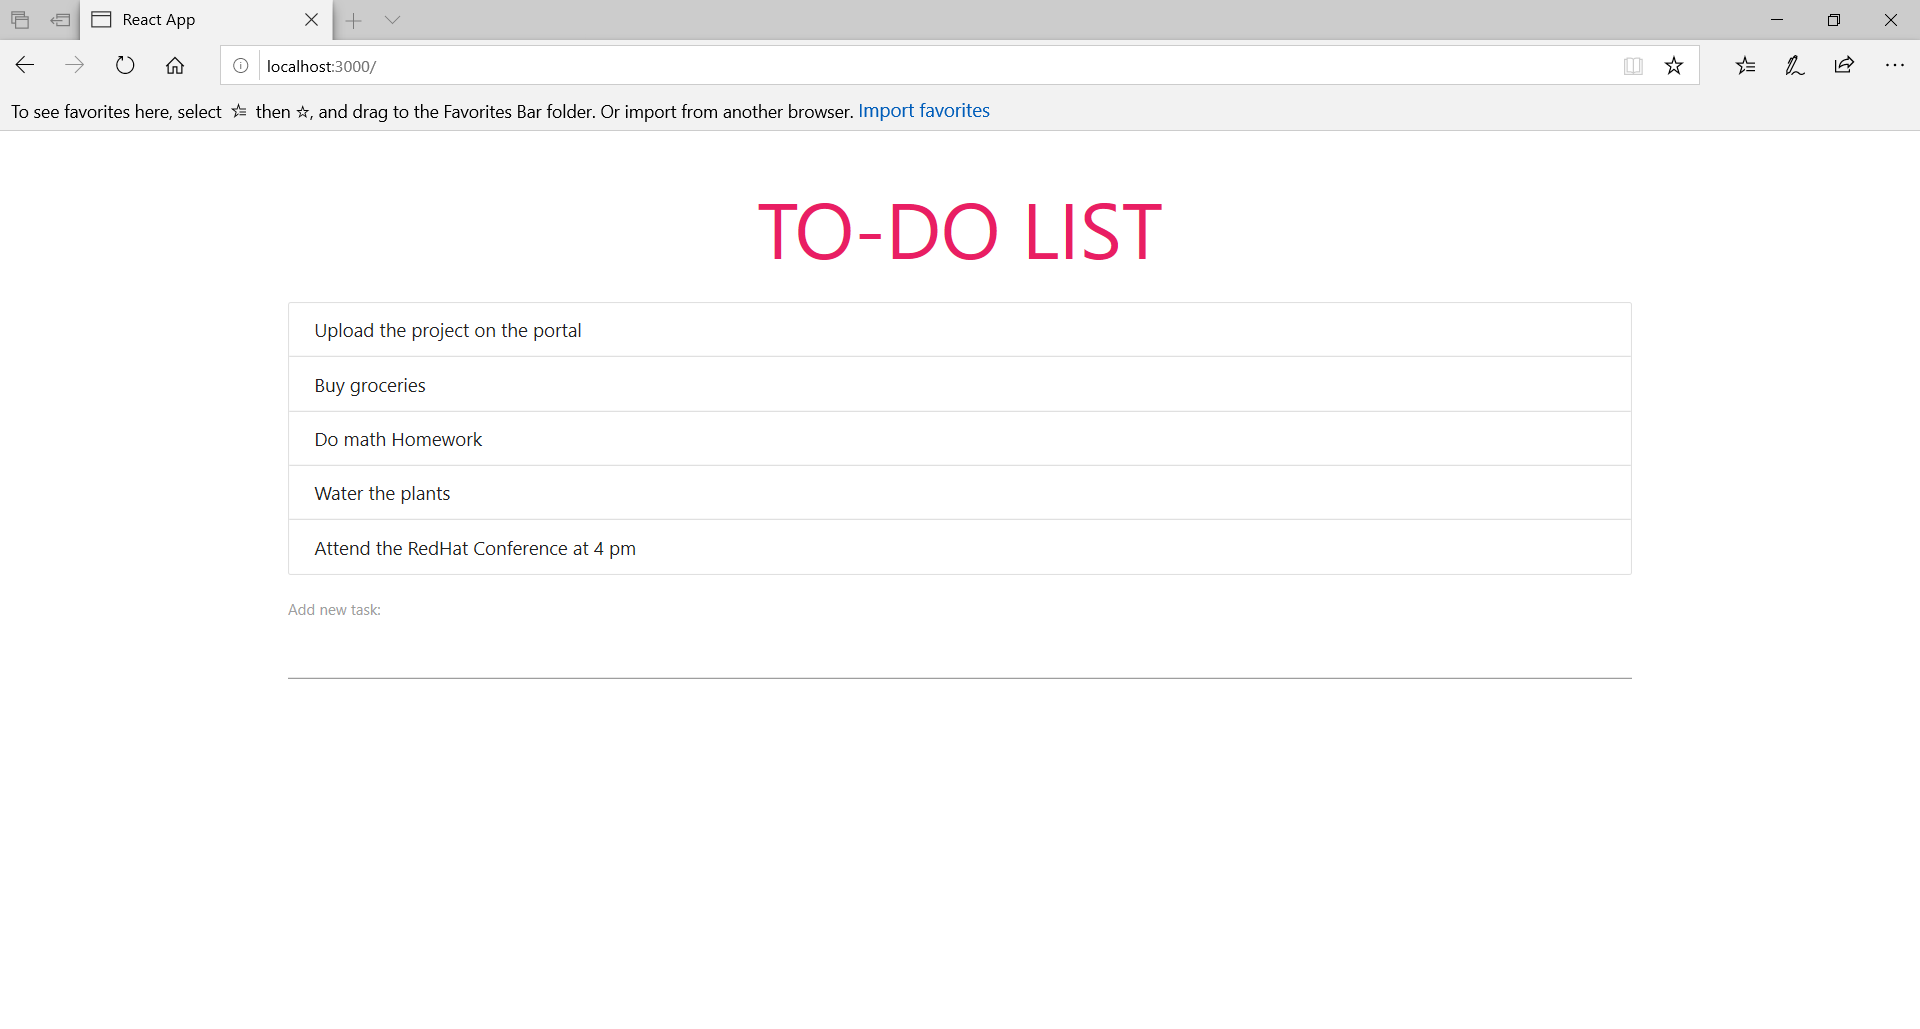 React App
localhost:3000/
To see favorites here, select then , and drag to the Favorites Bar folder. Or import from another browser. Import favorites
TO-DO LIST
Upload the project on the portal
Buy groceries
Do math Homework
Water the plants
Attend the RedHat Conference at 4 pm
Add new task: